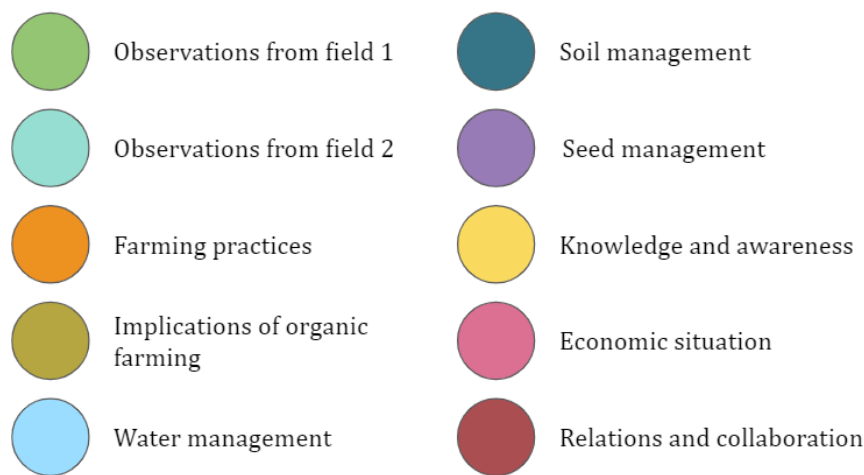 Observations from field 1
Observations from field 2
Farming practices
Implications of organic
farming
Water management
Soil management
Seed management
Knowledge and awareness
Economic situation
Relations and collaboration